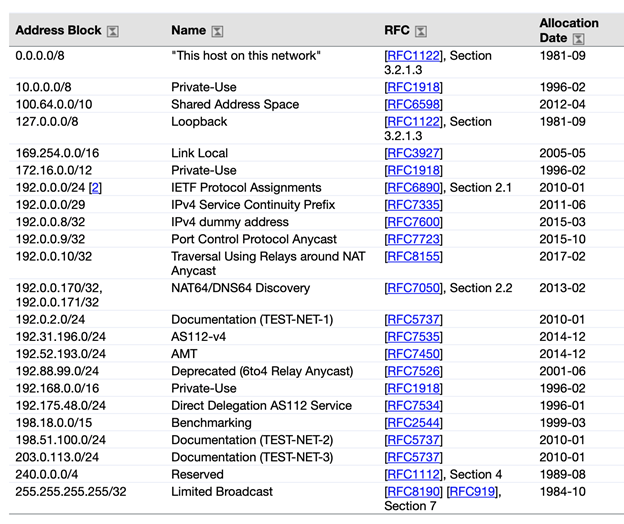 Address Block Name RFC Allocation
Date
0.0.0.0/8 "This host on this network" [RFC1122], Section
3.2.1.3 1981-09
10.0.0.0/8 Private-Use [RFC1918] 1996-02
100.64.0.0/10 Shared Address Space [RFC6598] 2012-04
127.0.0.0/8 Loopback [RFC1122], Section
3.2.1.3 1981-09
169.254.0.0/16 Link Local [RFC3927] 2005-05
172.16.0.0/12 Private-Use [RFC1918] 1996-02
192.0.0.0/24 [2] IETF Protocol Assignments [RFC6890], Section 2.1 2010-01
192.0.0.0/29 IPv4 Service Continuity Prefix [RFC7335] 2011-06
192.0.0.8/32 IPv4 dummy address [RFC7600] 2015-03
192.0.0.9/32 Port Control Protocol Anycast [RFC7723] 2015-10
192.0.0.10/32 Traversal Using Relays around NAT
Anycast [RFC8155] 2017-02
192.0.0.170/32,
192.0.0.171/32 NAT64/DNS64 Discovery [RFC7050], Section 2.2 2013-02
192.0.2.0/24 Documentation (TEST-NET-1) [RFC5737] 2010-01
192.31.196.0/24 AS112-v4 [RFC7535] 2014-12
192.52.193.0/24 AMT [RFC7450] 2014-12
192.88.99.0/24 Deprecated (6to4 Relay Anycast) [RFC7526] 2001-06
192.168.0.0/16 Private-Use [RFC1918] 1996-02
192.175.48.0/24 Direct Delegation AS112 Service [RFC7534] 1996-01
198.18.0.0/15 Benchmarking [RFC2544] 1999-03
198.51.100.0/24 Documentation (TEST-NET-2) [RFC5737] 2010-01
203.0.113.0/24 Documentation (TEST-NET-3) [RFC5737] 2010-01
240.0.0.0/4 Reserved [RFC1112], Section 4 1989-08
255.255.255.255/32 Limited Broadcast [RFC8190] [RFC919],
Section 7 1984-10